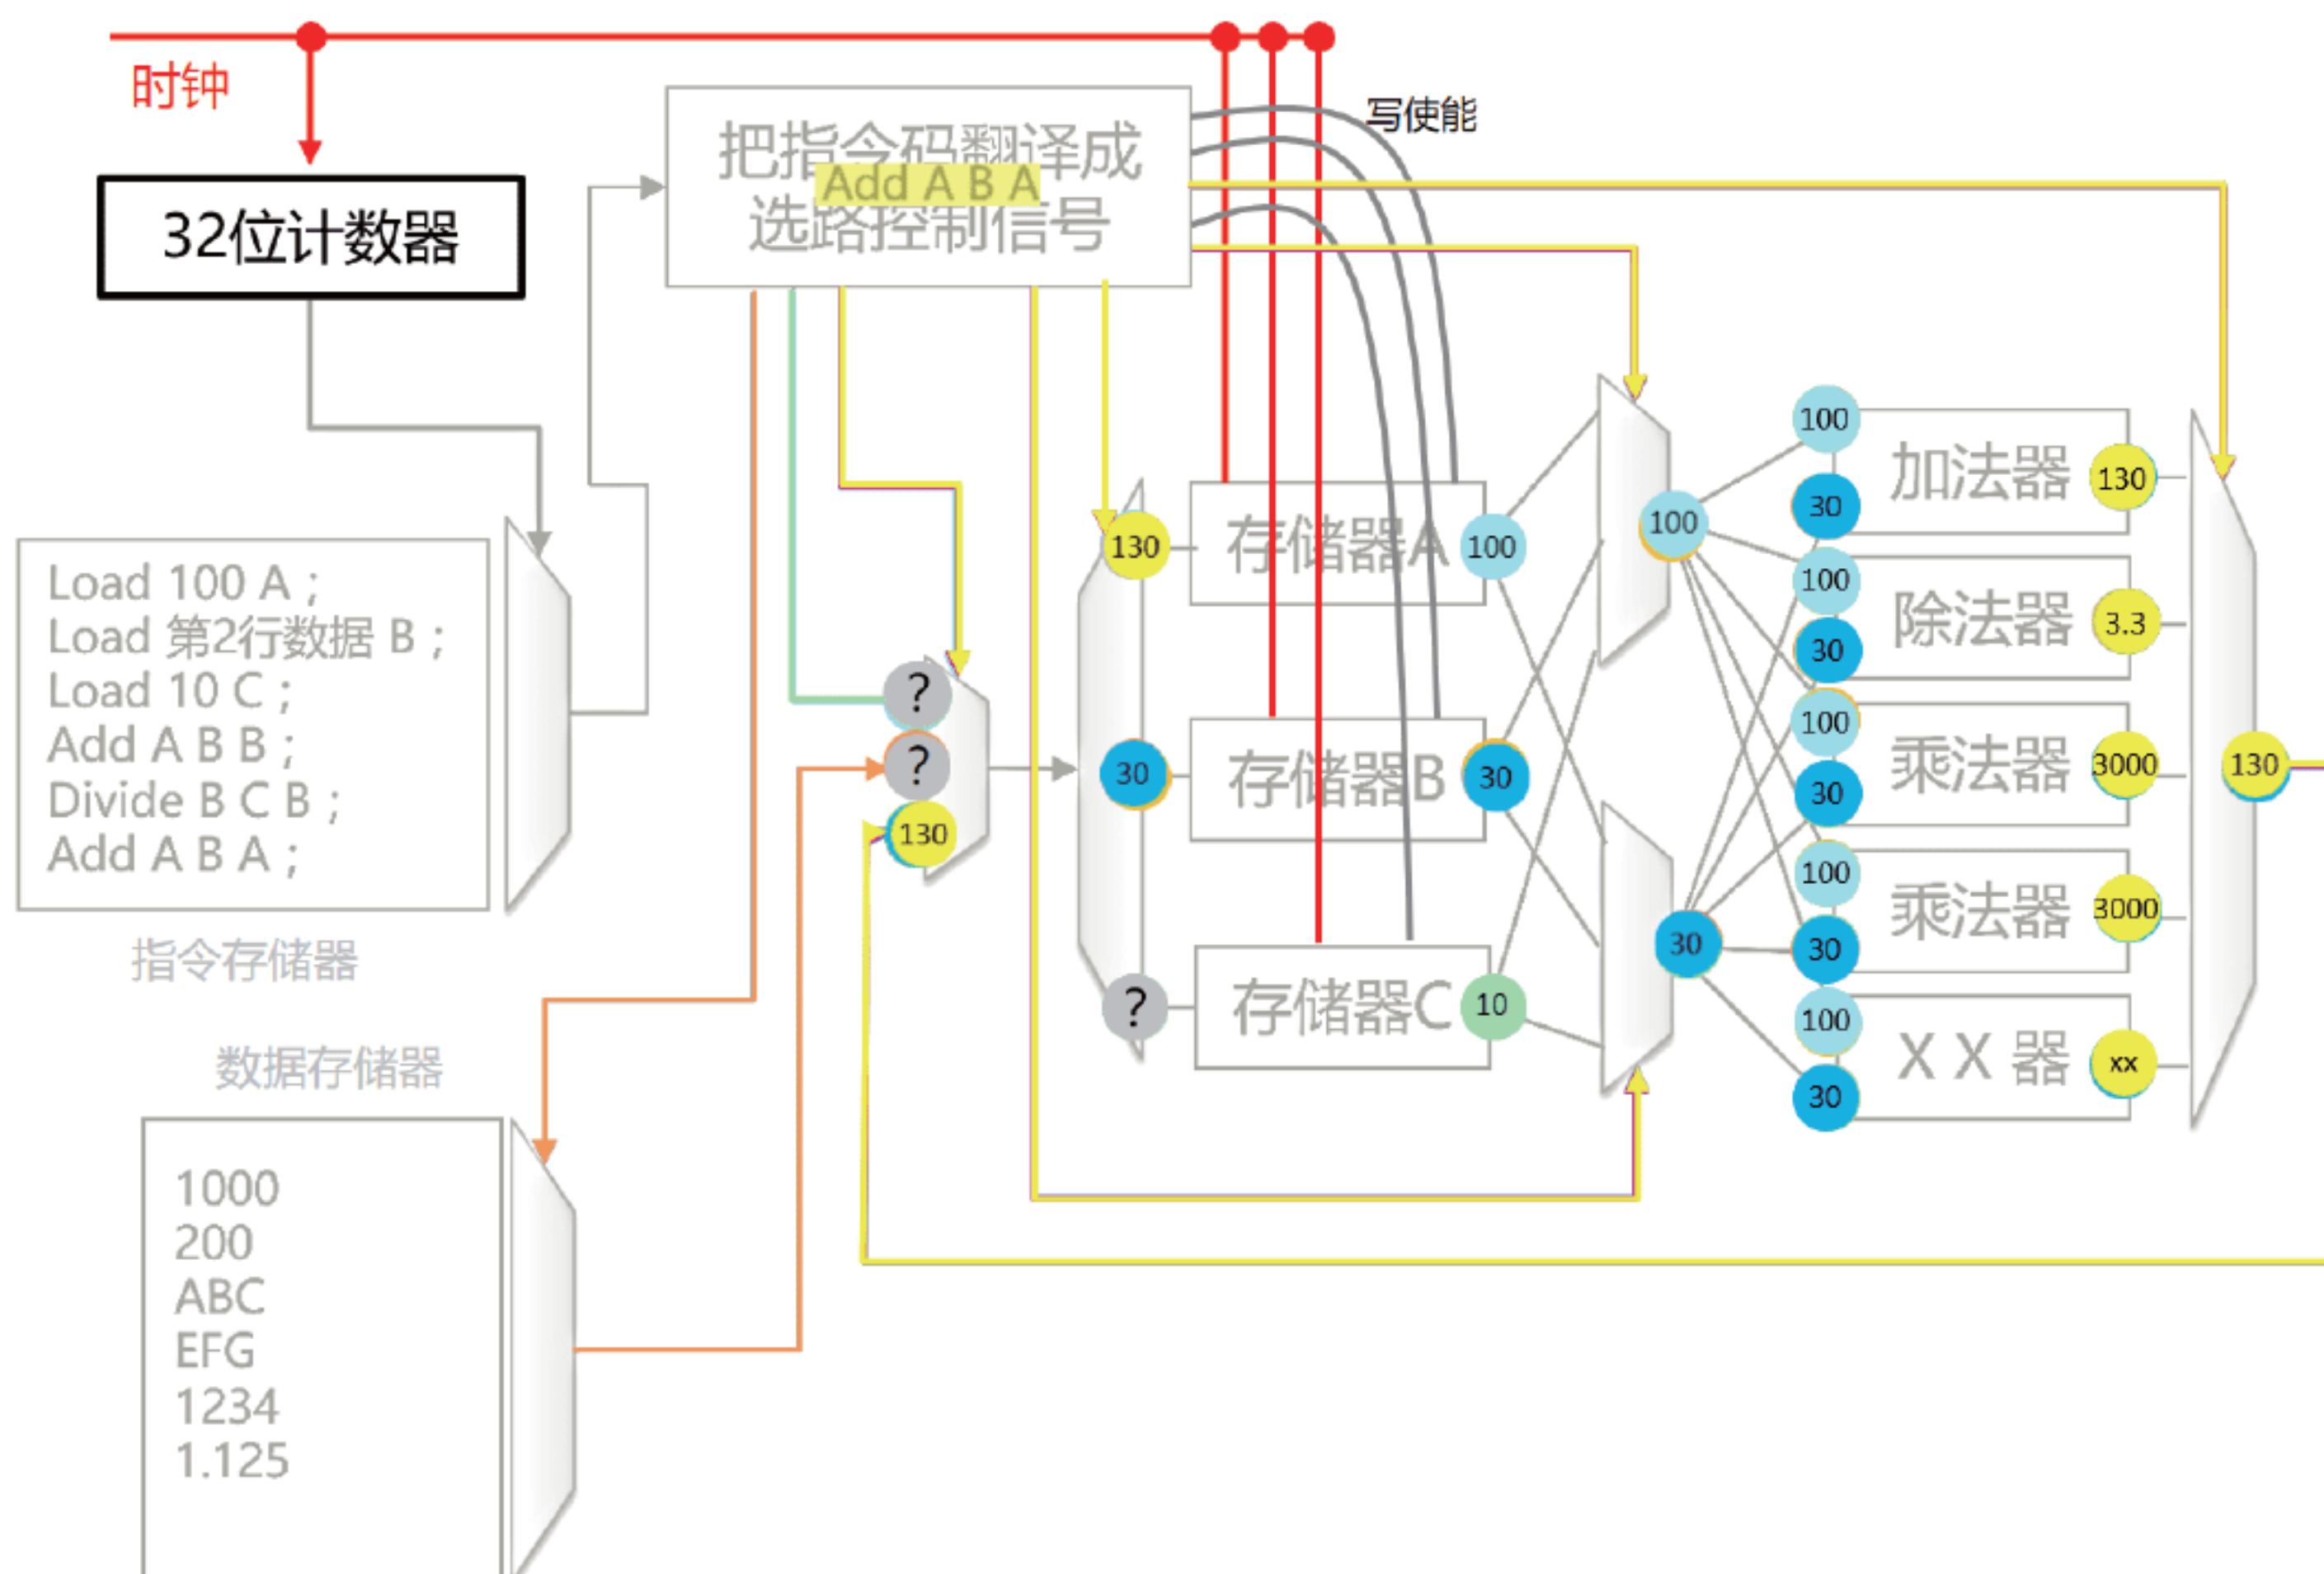 时钟
写使能
把指令码翻译成
Add A B A
选路控制信号
32位计数器
Load 100 A ;
Load 第2行数据 B ;
Load 10 C ;
Add A B B ;
Divide B C B ;
Add A B A ;
指令存储器
数据存储器
1000
200
ABC
EFG
1234
1.125
?
?
130
130
30
?
存储器A
100
存储器B
30
存储器C
10
100
30
100
30
加法器
130
100
30
除法器
3.3
100
30
乘法器
3000
100
30
乘法器
3000
100
30
X X 器
xx
130